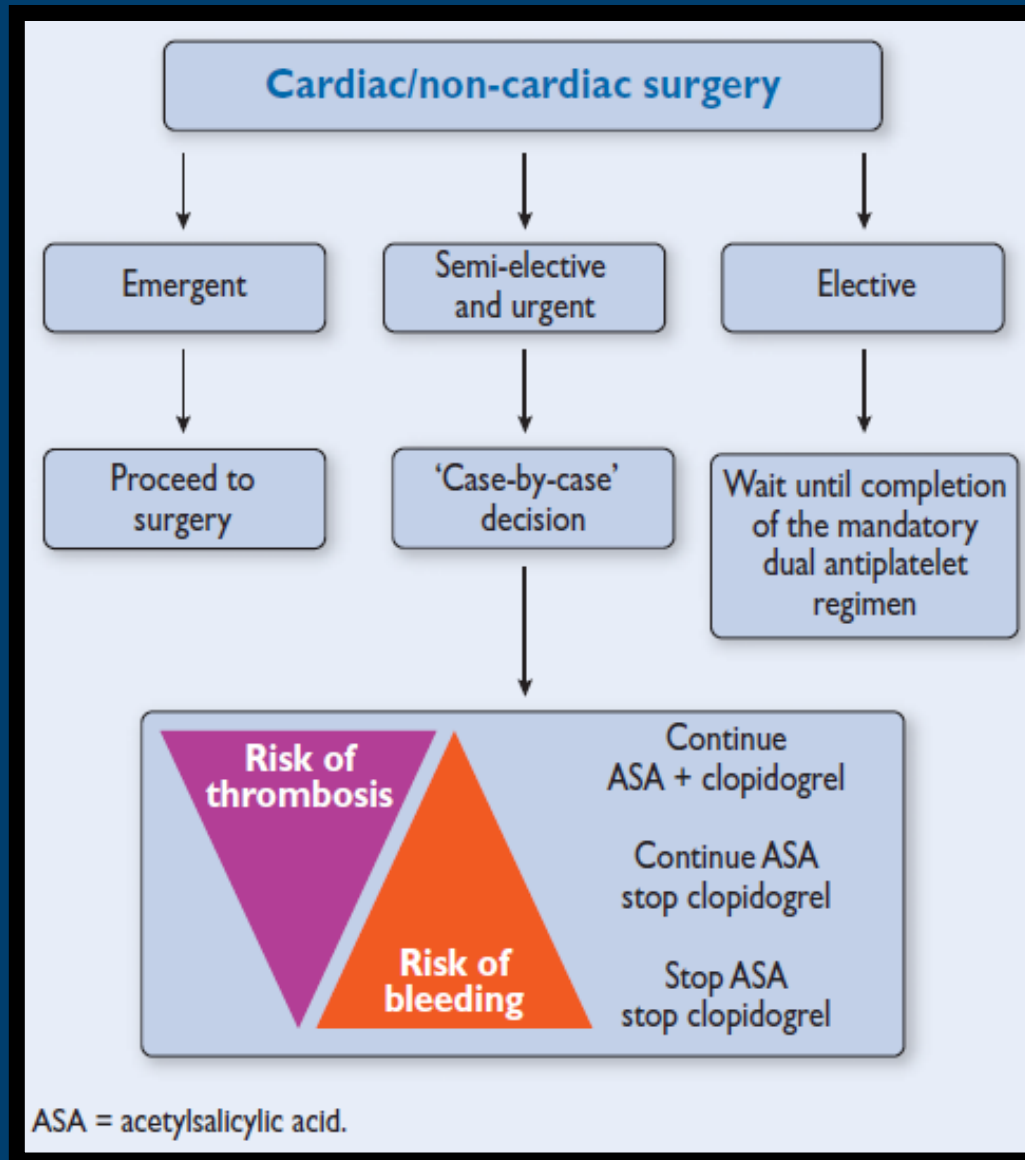 Cardiac/non-cardiac surgery
Emergent
Semi-elective
and urgent
Elective
Proceed to
surgery
‘Case-by-case’
decision
Wait until completion
of the mandatory
dual antiplatelet
regimen
Risk of
thrombosis
Risk of
bleeding
Continue
ASA + clopidogrel
Continue ASA
stop clopidogrel
Stop ASA
stop clopidogrel
ASA = acetylsalicylic acid.